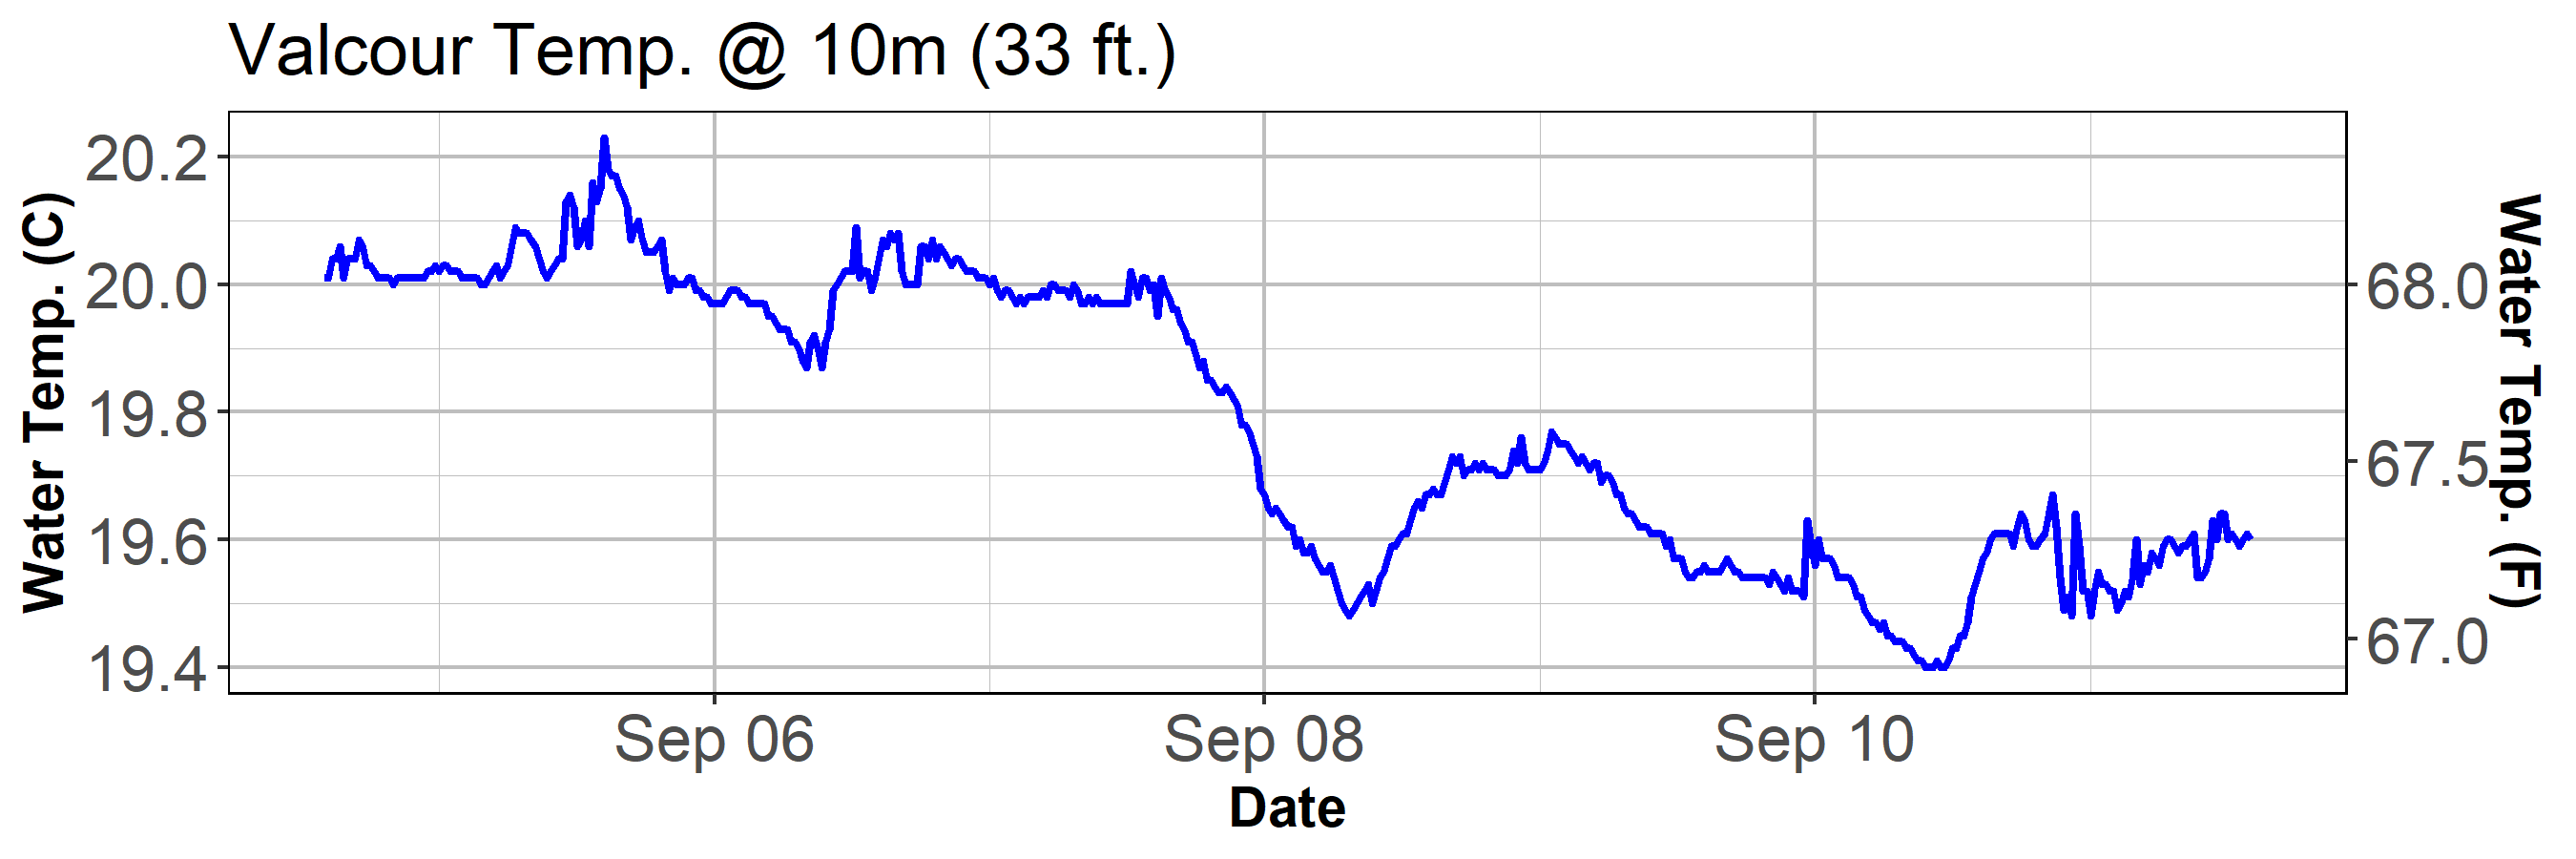 Valcour Temp. @ 10m (33 ft.)
Water Temp. (C)
20.2
20.0
19.8
19.6
19.4
68.0
67.5
67.0
Water Temp. (F)
Sep 06
Sep 08
Sep 10
Date